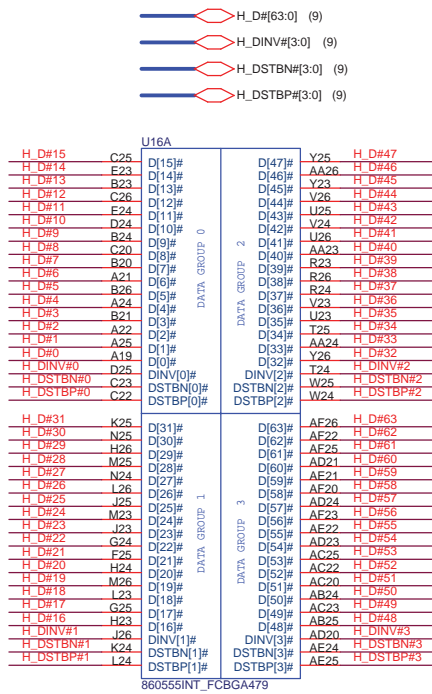 H_D#[63:0] (9)
H_DINV#[3:0] (9)
H_DSTBN#[3:0] (9)
H_DSTBP#[3:0] (9)
U16A
H_D#15 C25 D[15]# D[47]# Y25 H_D#47
H_D#14 E23 D[14]# D[46]# AA26 H_D#46
H_D#13 B23 D[13]# D[45]# Y23 H_D#45
H_D#12 C26 D[12]# D[44]# V26 H_D#44
H_D#11 E24 D[11]# D[43]# U25 H_D#43
H_D#10 D24 D[10]# D[42]# V24 H_D#42
H_D#9 B24 D[9]# D[41]# U26 H_D#41
H_D#8 C20 D[8]# D[40]# AA23 H_D#40
H_D#7 B20 D[7]# D[39]# R23 H_D#39
H_D#6 A21 D[6]# D[38]# R26 H_D#38
H_D#5 B26 D[5]# D[37]# R24 H_D#37
H_D#4 A24 D[4]# D[36]# V23 H_D#36
H_D#3 B21 D[3]# D[35]# U23 H_D#35
H_D#2 A22 D[2]# D[34]# T25 H_D#34
H_D#1 A25 D[1]# D[33]# AA24 H_D#33
H_D#0 A19 D[0]# D[32]# Y26 H_D#32
H_DINV#0 D25 DINV[0]# DINV[2]# T24 H_DINV#2
H_DSTBN#0 C23 DSTBN[0]# DSTBN[2]# W25 H_DSTBN#2
H_DSTBP#0 C22 DSTBP[0]# DSTBP[2]# W24 H_DSTBP#2
DATA GROUP 0
DATA GROUP 2
H_D#31 K25 D[31]# D[63]# AF26 H_D#63
H_D#30 N25 D[30]# D[62]# AF22 H_D#62
H_D#29 H26 D[29]# D[61]# AF25 H_D#61
H_D#28 M25 D[28]# D[60]# AD21 H_D#60
H_D#27 N24 D[27]# D[59]# AE21 H_D#59
H_D#26 L26 D[26]# D[58]# AF20 H_D#58
H_D#25 J25 D[25]# D[57]# AD24 H_D#57
H_D#24 M23 D[24]# D[56]# AF23 H_D#56
H_D#23 J23 D[23]# D[55]# AE22 H_D#55
H_D#22 G24 D[22]# D[54]# AD23 H_D#54
H_D#21 F25 D[21]# D[53]# AC25 H_D#53
H_D#20 H24 D[20]# D[52]# AC22 H_D#52
H_D#19 M26 D[19]# D[51]# AC20 H_D#51
H_D#18 L23 D[18]# D[50]# AB24 H_D#50
H_D#17 G25 D[17]# D[49]# AC23 H_D#49
H_D#16 H23 D[16]# D[48]# AB25 H_D#48
H_DINV#1 J26 DINV[1]# DINV[3]# AD20 H_DINV#3
H_DSTBN#1 K24 DSTBN[1]# DSTBN[3]# AE24 H_DSTBN#3
H_DSTBP#1 L24 DSTBP[1]# DSTBP[3]# AE25 H_DSTBP#3
DATA GROUP 1
DATA GROUP 3
860555INT_FCBGA479